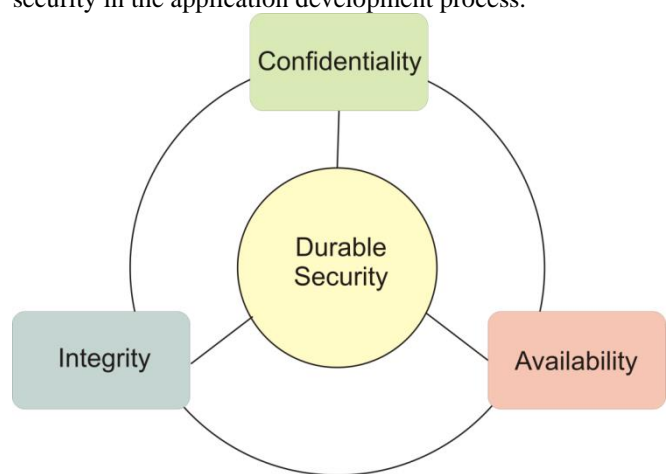 security in the application development process.
Confidentiality
Durable
Security
Integrity
Availability